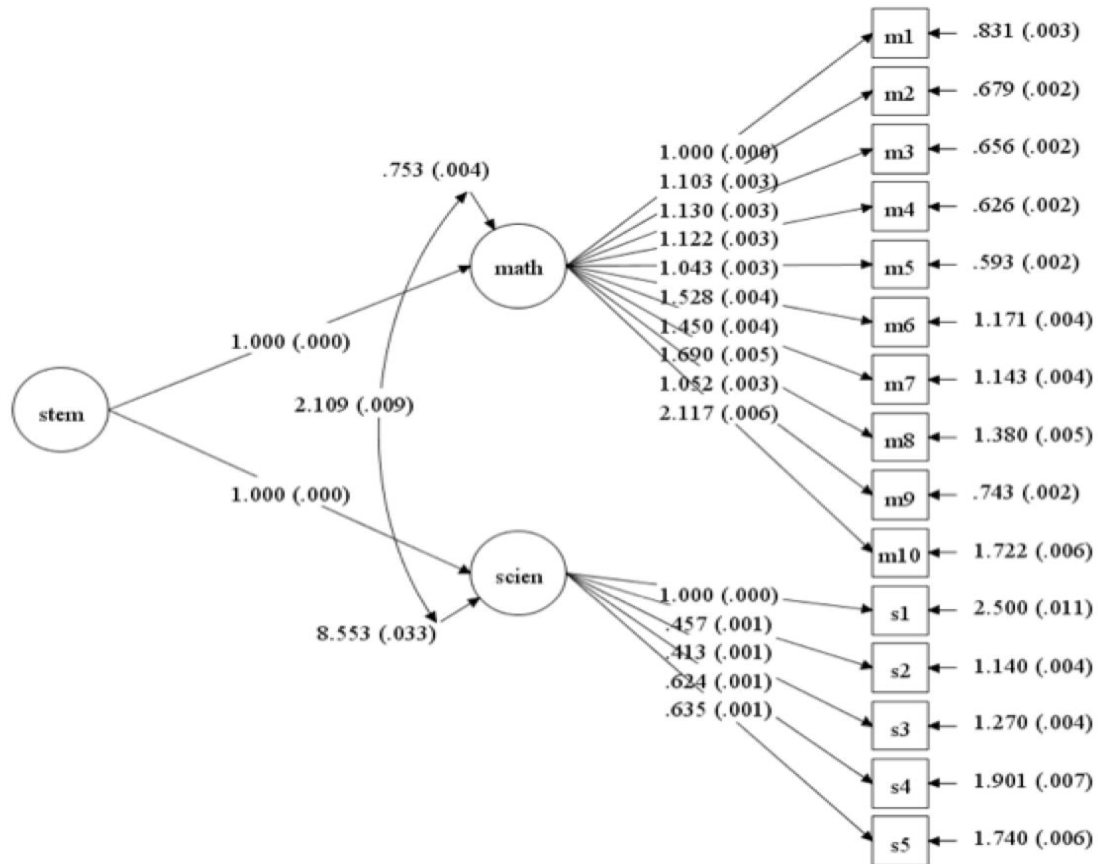 m1
.831 (.003)
m2
.679 (.002)
m3
.656 (.002)
m4
.626 (.002)
m5
.593 (.002)
m6
1.171 (.004)
m7
1.143 (.004)
m8
1.380 (.005)
m9
.743 (.002)
m10
1.722 (.006)
s1
2.500 (.011)
s2
1.140 (.004)
s3
1.270 (.004)
s4
1.901 (.007)
s5
1.740 (.006)
1.000 (.000)
1.103 (.003)
1.130 (.003)
1.122 (.003)
1.043 (.003)
1.528 (.004)
1.450 (.004)
1.690 (.005)
1.052 (.003)
2.117 (.006)
.753 (.004)
math
1.000 (.000)
stem
2.109 (.009)
1.000 (.000)
scien
8.553 (.033)
1.000 (.000)
.457 (.001)
.413 (.001)
.624 (.001)
.635 (.001)